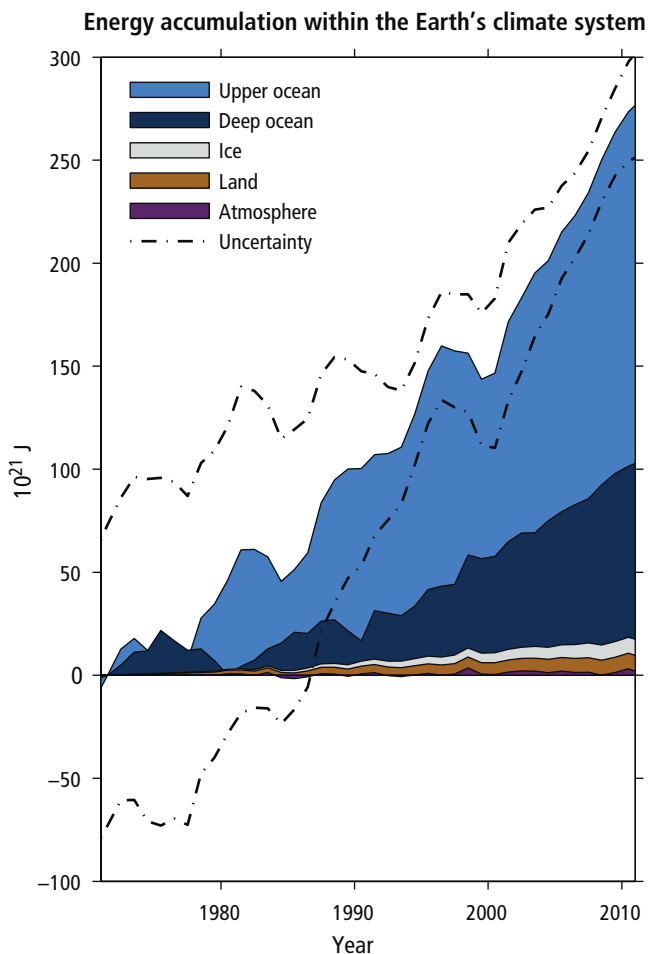 Energy accumulation within the Earth's climate system
300
250
200
150
100
50
0
−50
−100
10²¹ J
Upper ocean
Deep ocean
Ice
Land
Atmosphere
Uncertainty
1980 1990 2000 2010
Year